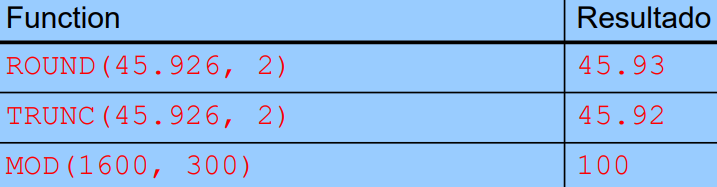 Function Resultado
ROUND(45.926, 2) 45.93
TRUNC(45.926, 2) 45.92
MOD(1600, 300) 100